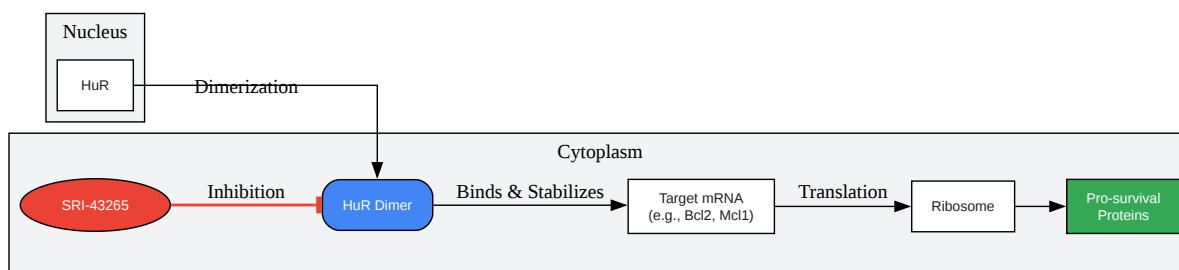 Nucleus
HuR
Dimerization
Cytoplasm
SRI-43265
Inhibition
HuR Dimer
Binds & Stabilizes
Target mRNA
(e.g., Bcl2, Mcl1)
Translation
Ribosome
Pro-survival
Proteins